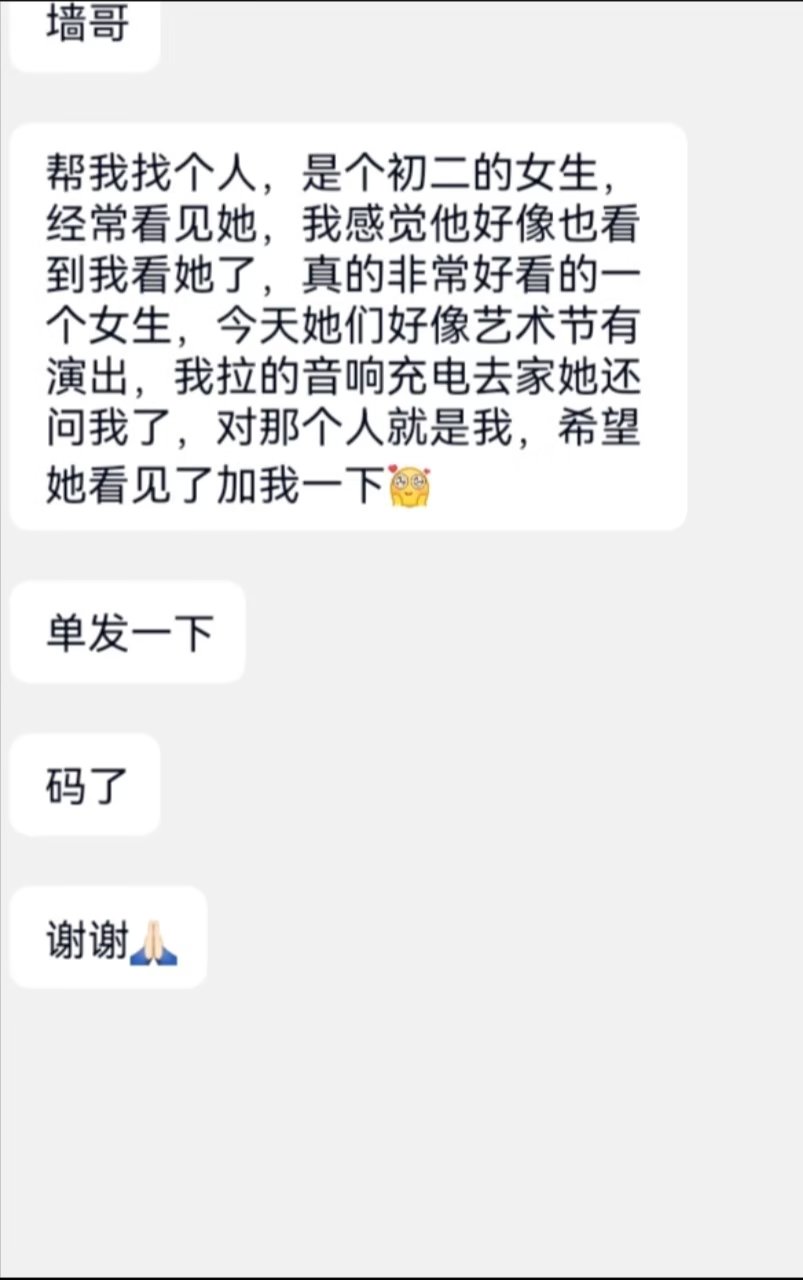 墙哥
帮我找个人，是个初二的女生，
经常看见她，我感觉他好像也看
到我看她了，真的非常好看的一
个女生，今天她们好像艺术节有
演出，我拉的音响充电去家她还
问我了，对那个人就是我，希望
她看见了加我一下🥰
单发一下
码了
谢谢🙏🏻